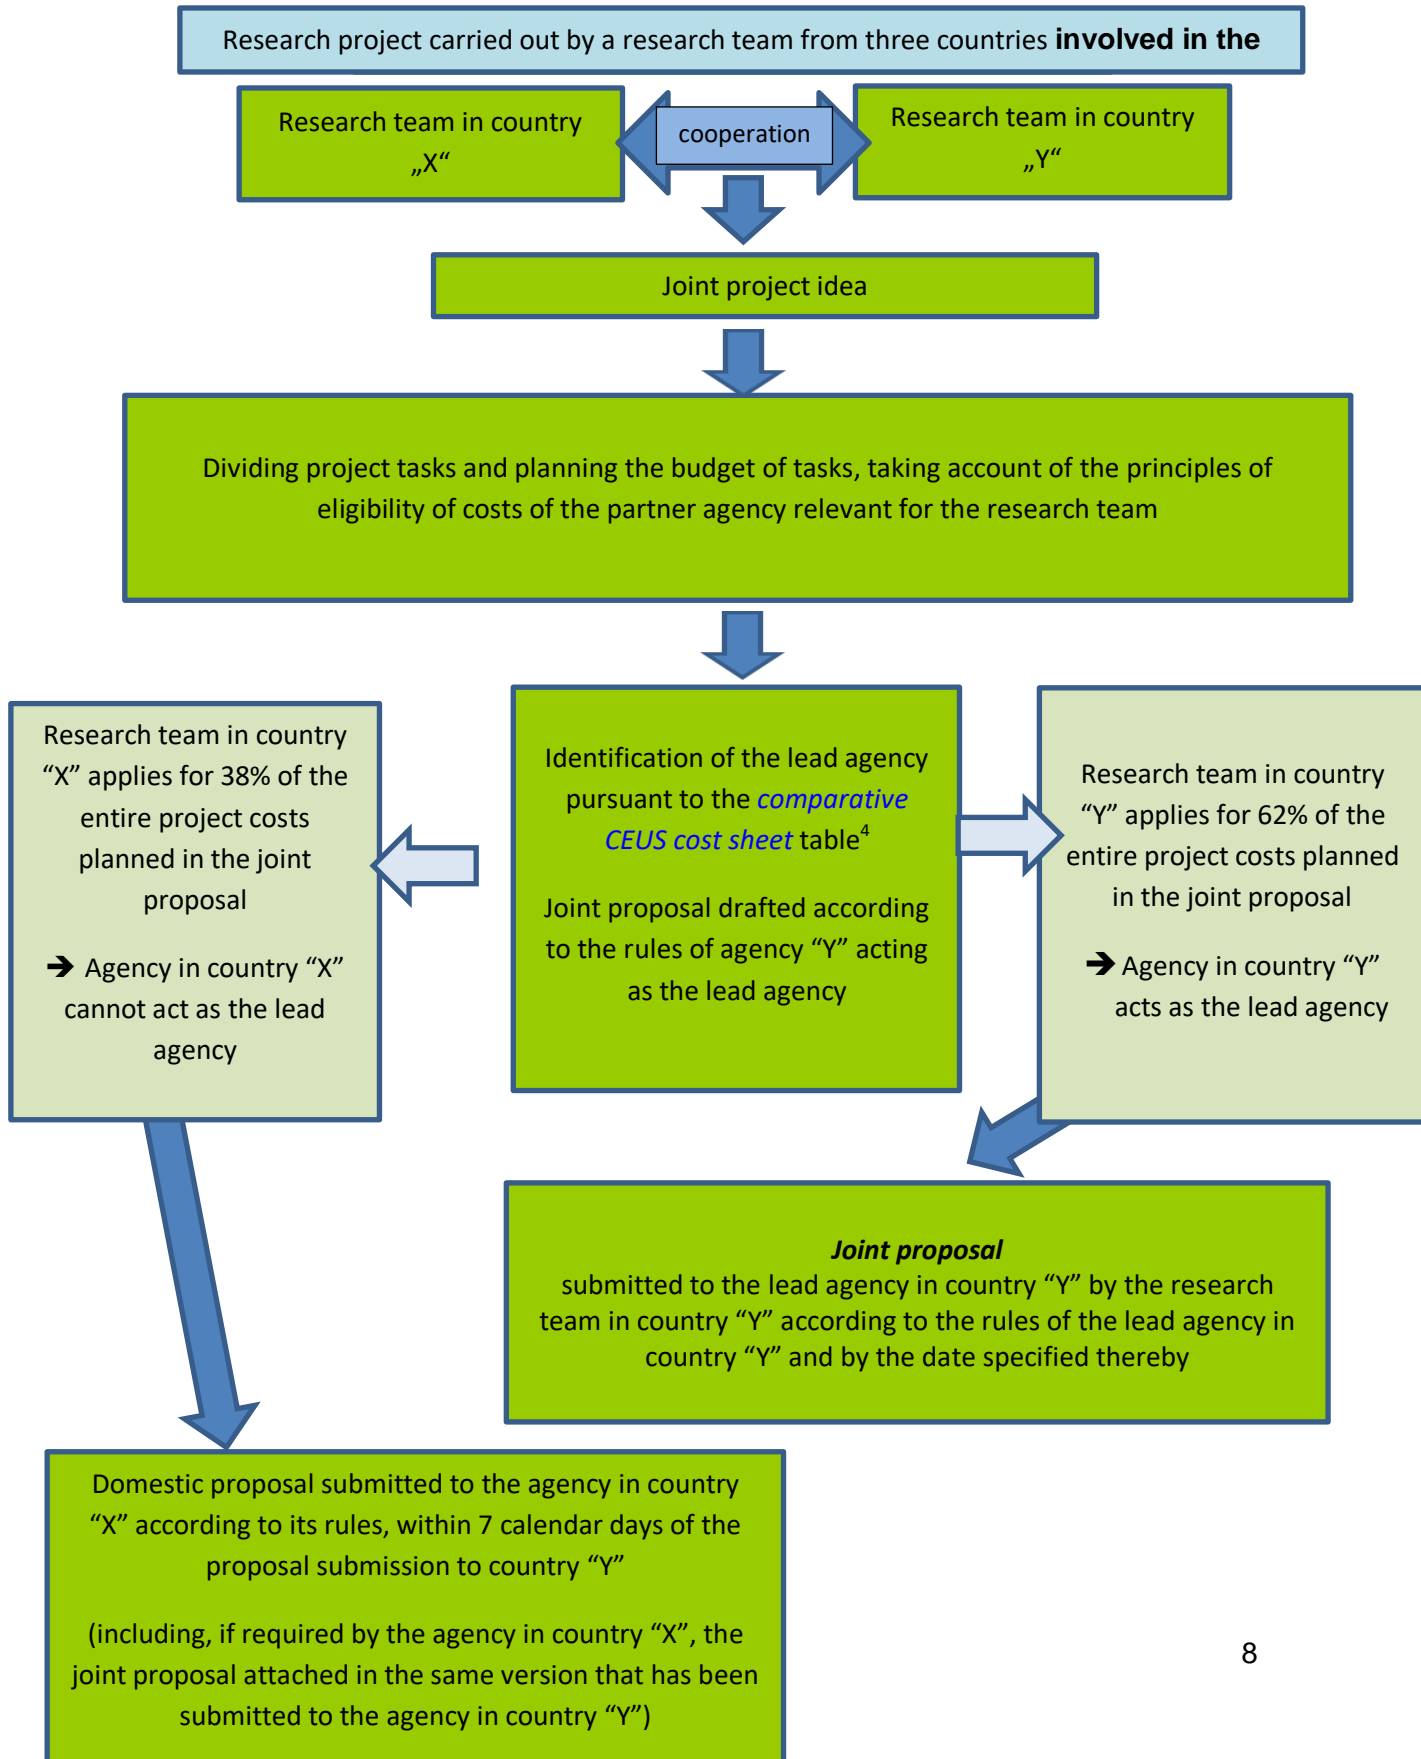 Research project carried out by a research team from three countries involved in the
Research team in country
„X“
cooperation
Research team in country
„Y“
Joint project idea
Dividing project tasks and planning the budget of tasks, taking account of the principles of
eligibility of costs of the partner agency relevant for the research team
Research team in country
“X” applies for 38% of the
entire project costs
planned in the joint
proposal
➔ Agency in country “X”
cannot act as the lead
agency
Identification of the lead agency
pursuant to the comparative
CEUS cost sheet table4
Joint proposal drafted according
to the rules of agency “Y” acting
as the lead agency
Research team in country
“Y” applies for 62% of the
entire project costs planned
in the joint proposal
➔ Agency in country “Y”
acts as the lead agency
Joint proposal
submitted to the lead agency in country “Y” by the research
team in country “Y” according to the rules of the lead agency in
country “Y” and by the date specified thereby
Domestic proposal submitted to the agency in country
“X” according to its rules, within 7 calendar days of the
proposal submission to country “Y”
(including, if required by the agency in country “X”, the
joint proposal attached in the same version that has been
submitted to the agency in country “Y”)
8